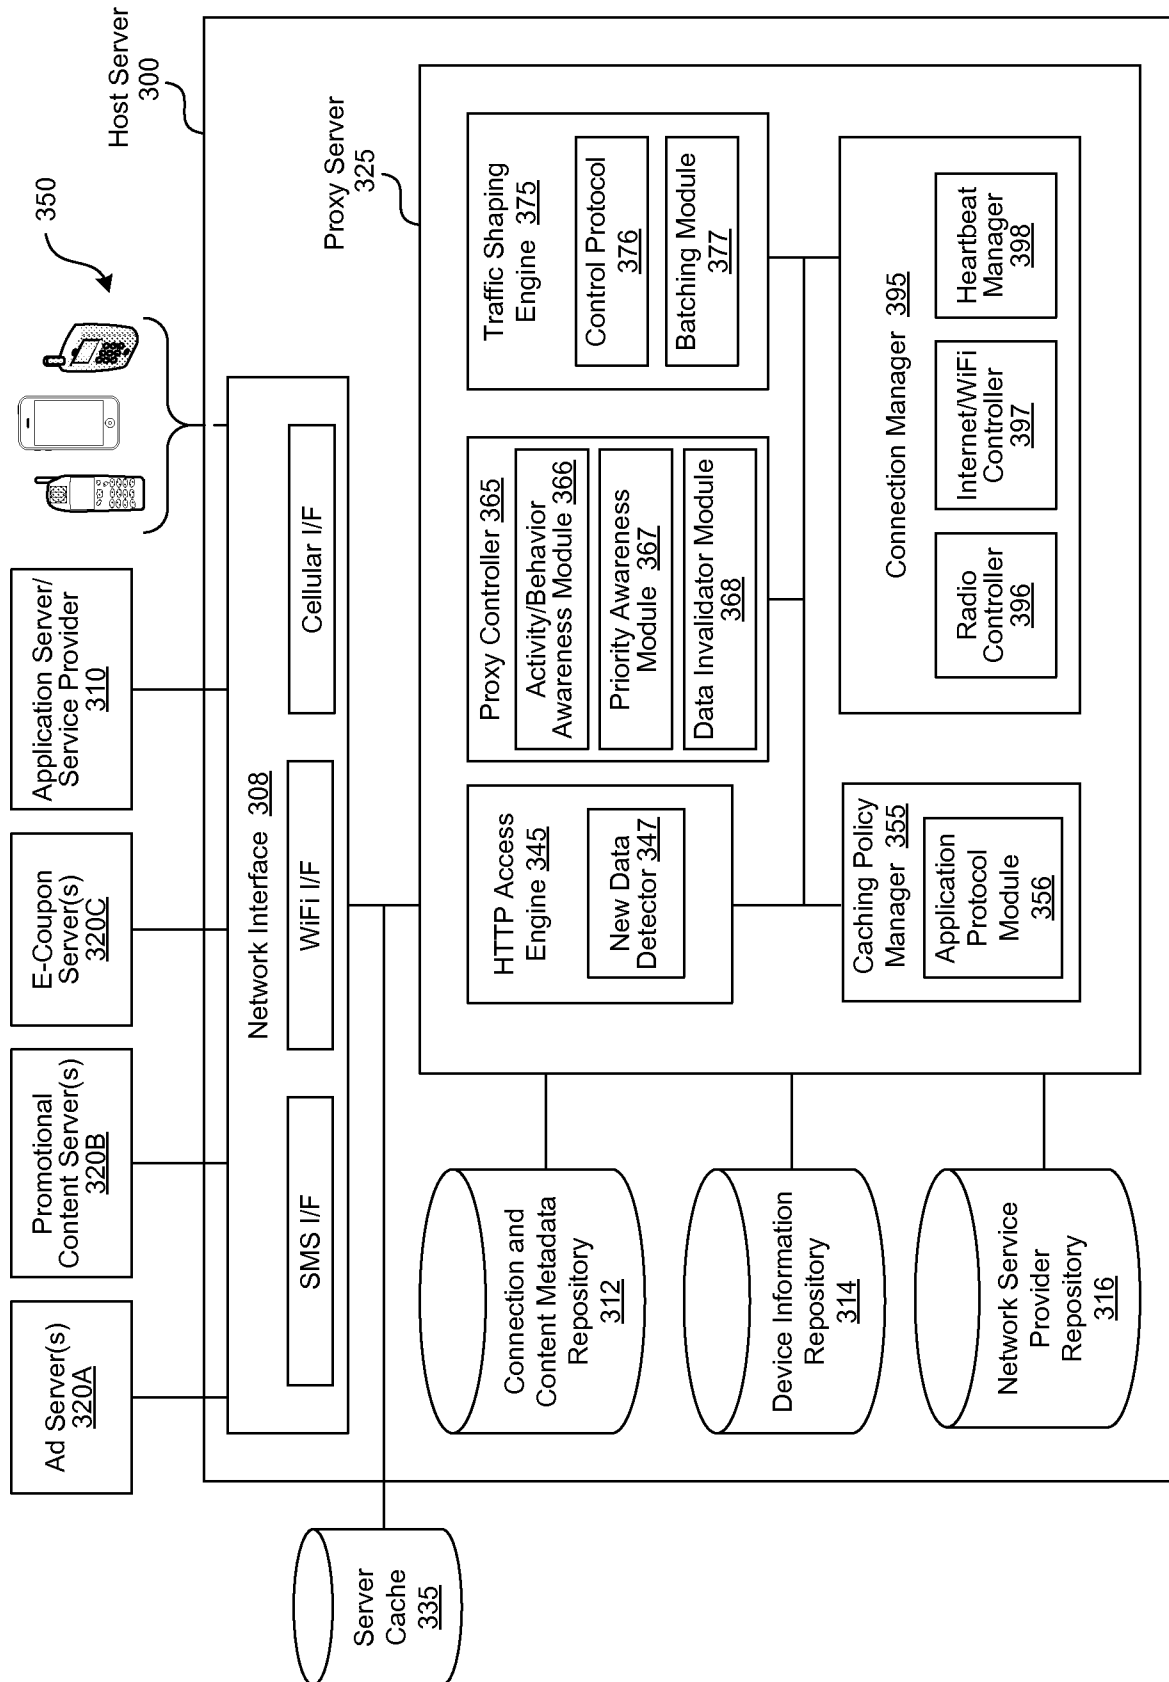 Ad Server(s)
320A
Promotional
Content Server(s)
320B
E-Coupon
Server(s)
320C
Application Server/
Service Provider
310
350
Host Server
300
Network Interface 308
SMS I/F
WiFi I/F
Cellular I/F
Server
Cache
335
Proxy Server
325
Connection and
Content Metadata
Repository
312
Device Information
Repository
314
Network Service
Provider
Repository
316
HTTP Access
Engine 345
New Data
Detector 347
Proxy Controller 365
Activity/Behavior
Awareness Module 366
Priority Awareness
Module 367
Data Invalidator Module
368
Traffic Shaping
Engine 375
Control Protocol
376
Batching Module
377
Caching Policy
Manager 355
Application
Protocol
Module
356
Connection Manager 395
Radio
Controller
396
Internet/WiFi
Controller
397
Heartbeat
Manager
398